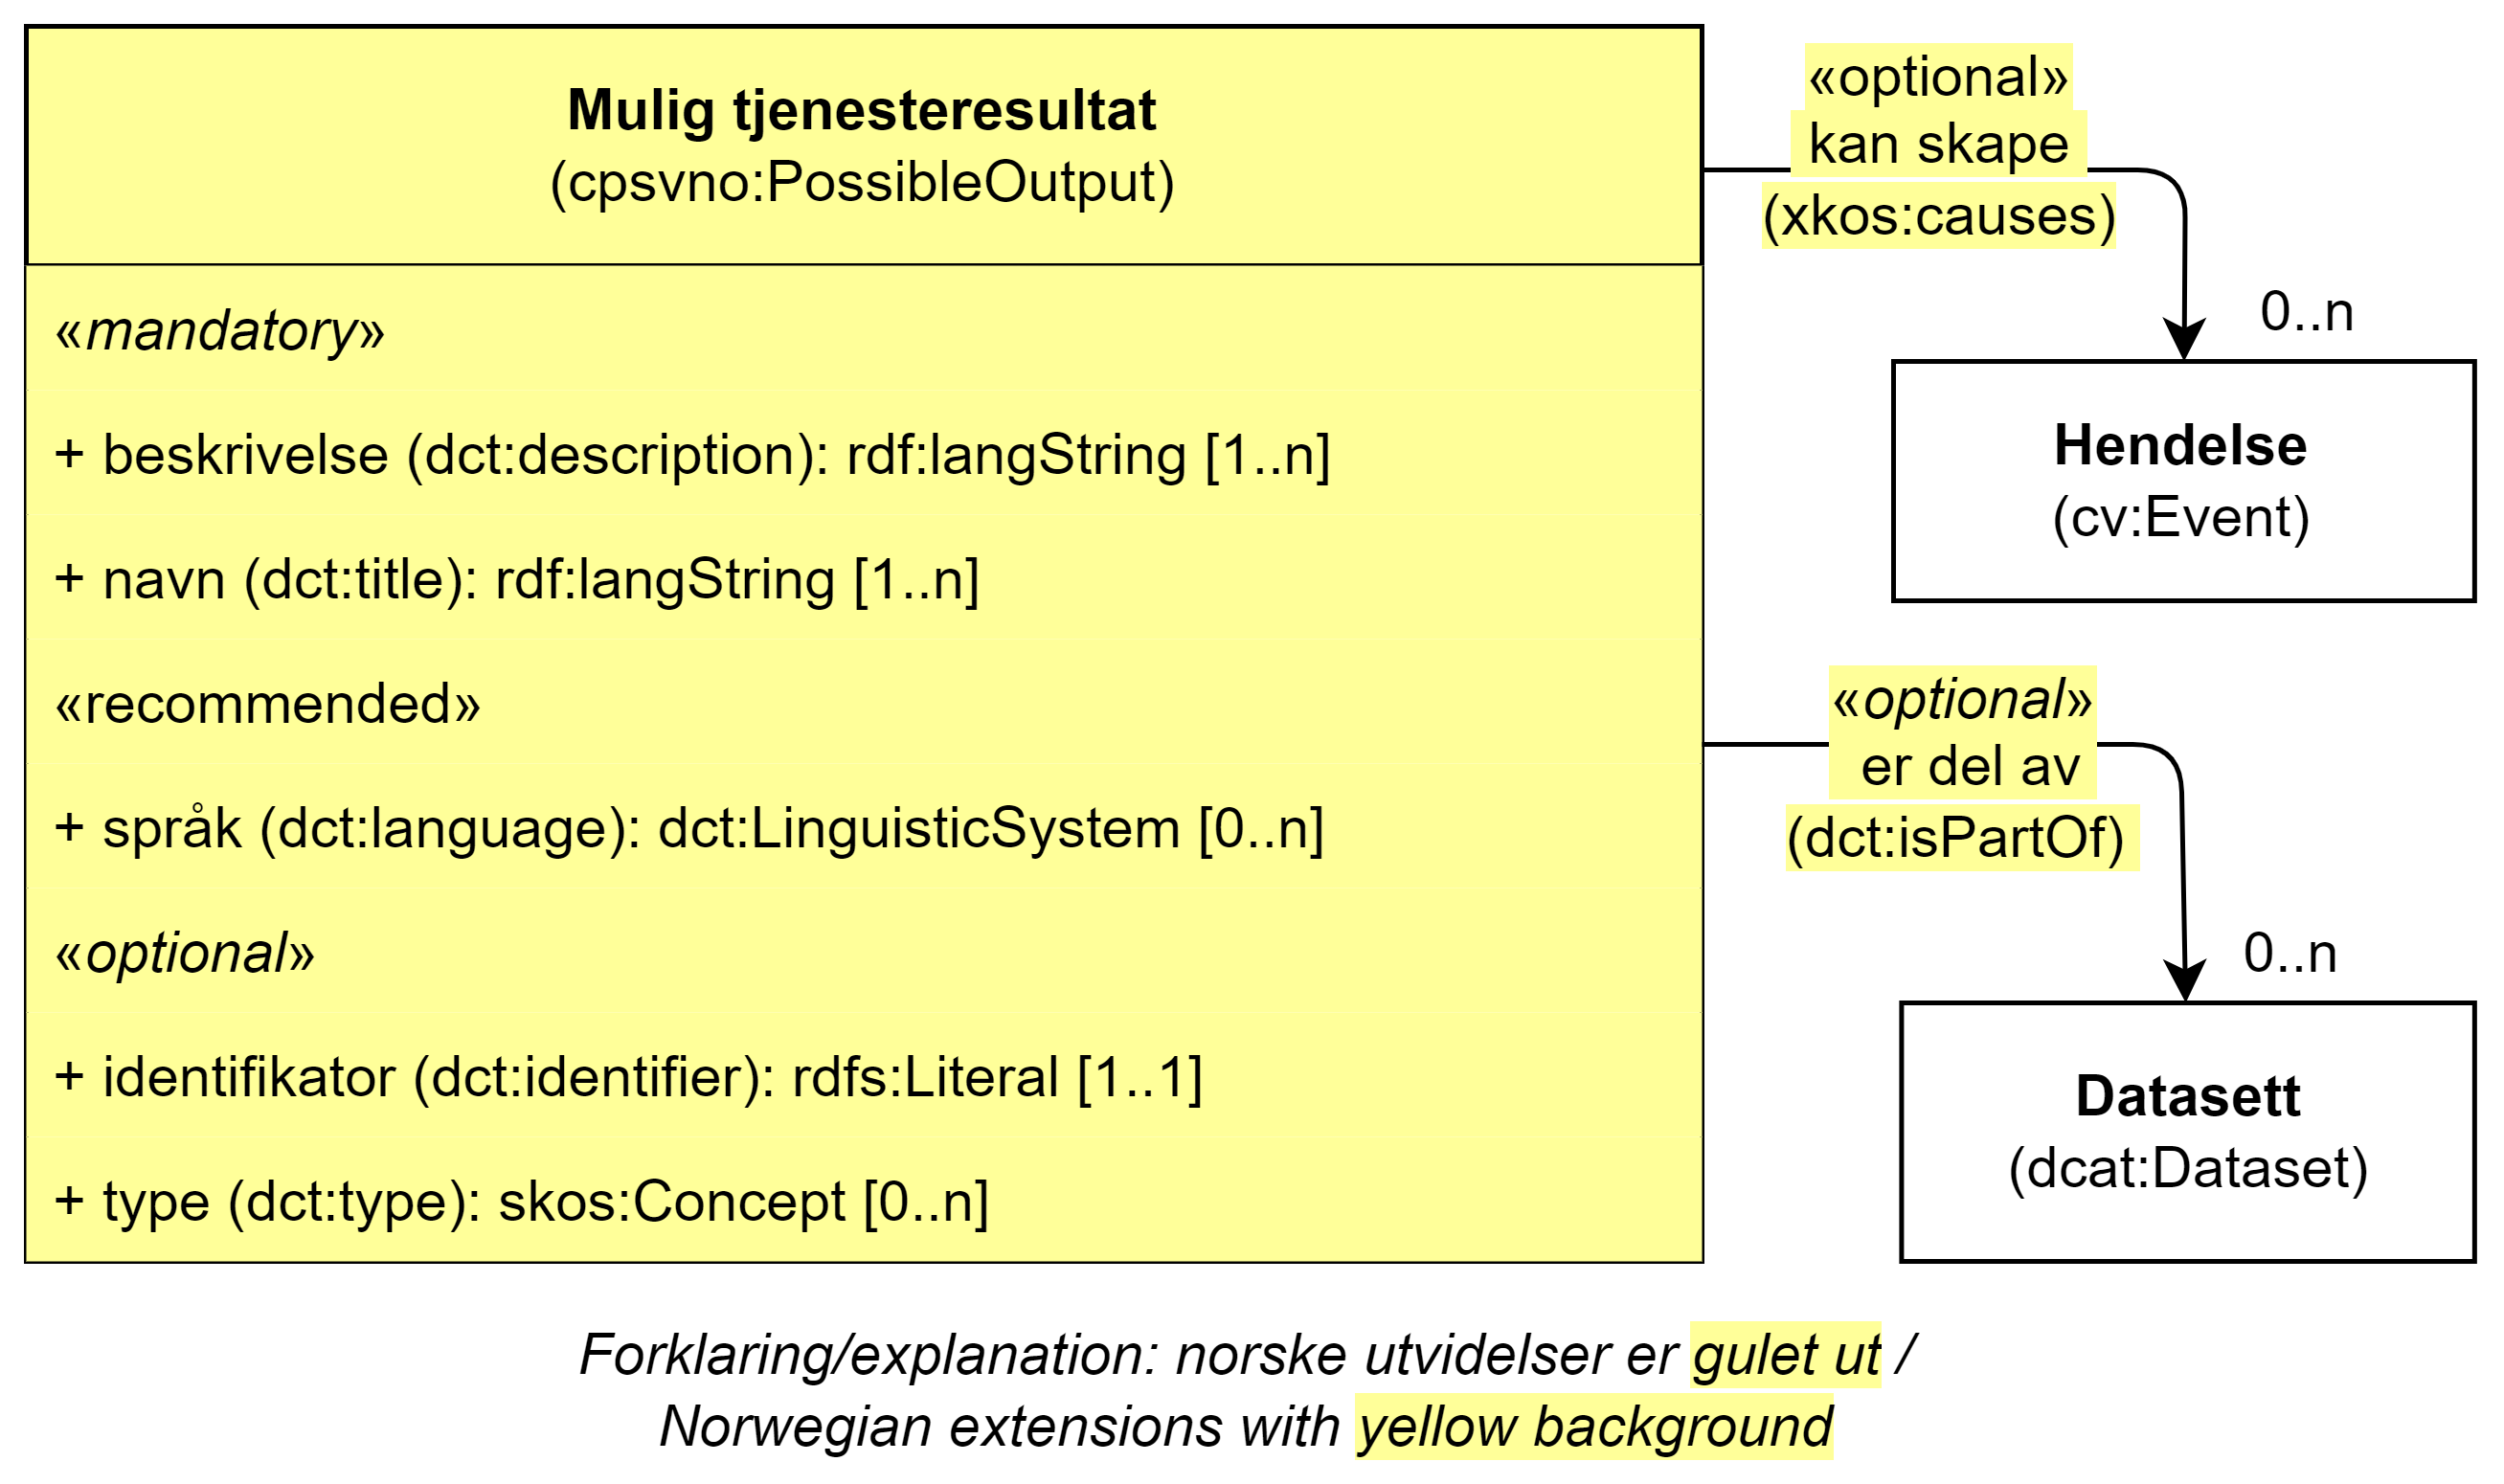 Mulig tjenesteresultat
(cpsvno:PossibleOutput)
«mandatory»
+ beskrivelse (dct:description): rdf:langString [1..n]
+ navn (dct:title): rdf:langString [1..n]
«recommended»
+ språk (dct:language): dct:LinguisticSystem [0..n]
«optional»
+ identifikator (dct:identifier): rdfs:Literal [1..1]
+ type (dct:type): skos:Concept [0..n]
«optional»
kan skape
(xkos:causes)
0..n
Hendelse
(cv:Event)
«optional»
er del av
(dct:isPartOf)
0..n
Datasett
(dcat:Dataset)
Forklaring/explanation: norske utvidelser er gulet ut /
Norwegian extensions with yellow background